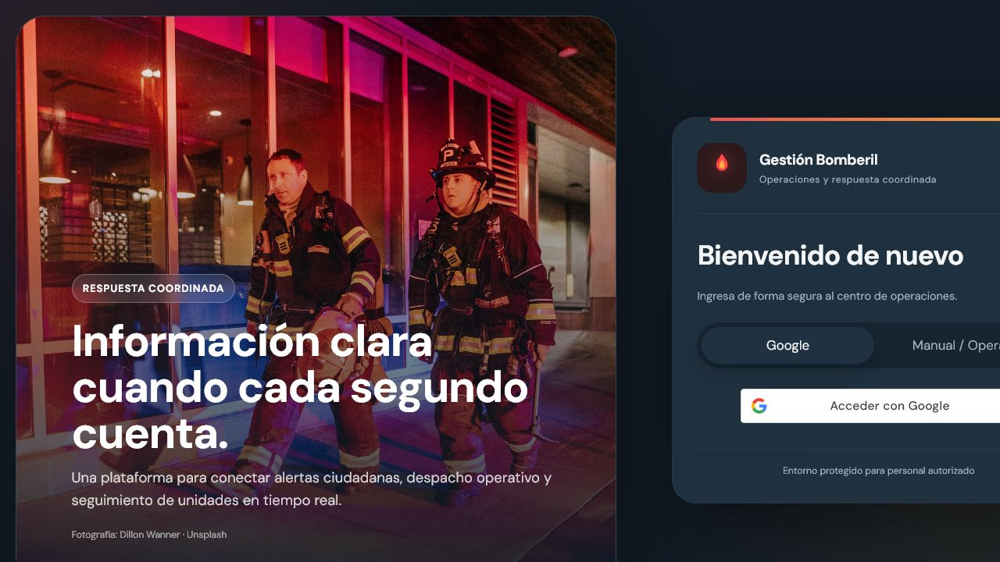 RESPUESTA COORDINADA
Información clara
cuando cada segundo
cuenta.
Una plataforma para conectar alertas ciudadanas, despacho operativo y
seguimiento de unidades en tiempo real.
Fotografía: Dillon Wanner · Unsplash
Gestión Bomberil
Operaciones y respuesta coordinada
Bienvenido de nuevo
Ingresa de forma segura al centro de operaciones.
Google
Manual / Opera
Acceder con Google
Entorno protegido para personal autorizado